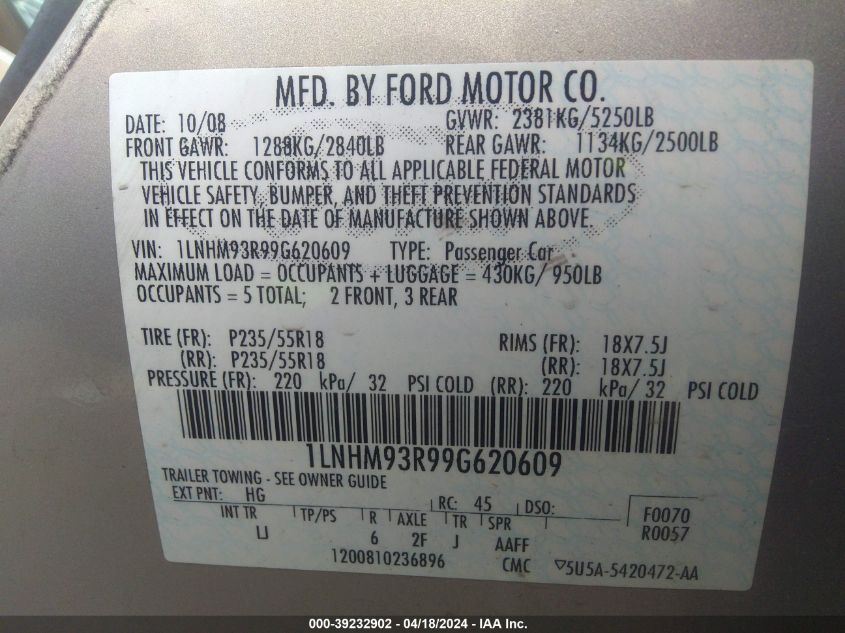 MFD. BY FORD MOTOR CO.
DATE: 10/08 GVWR: 2381KG/5250LB
FRONT GAWR: 1288KG/2840LB REAR GAWR: 1134KG/2500LB
THIS VEHICLE CONFORMS TO ALL APPLICABLE FEDERAL MOTOR
VEHICLE SAFETY, BUMPER, AND THEFT PREVENTION STANDARDS
IN EFFECT ON THE DATE OF MANUFACTURE SHOWN ABOVE.
VIN: 1LNHM93R99G620609 TYPE: Passenger Car
MAXIMUM LOAD = OCCUPANTS + LUGGAGE = 430KG/ 950LB
OCCUPANTS = 5 TOTAL; 2 FRONT, 3 REAR
TIRE (FR): P235/55R18 RIMS (FR): 18X7.5J
(RR): P235/55R18 (RR): 18X7.5J
PRESSURE (FR): 220 kPa/ 32 PSI COLD (RR): 220 kPa/ 32 PSI COLD
1LNHM93R99G620609
TRAILER TOWING - SEE OWNER GUIDE
EXT PNT: HG RC: 45 DSO: F0070
INT TR TP/PS R AXLE TR SPR R0057
IJ 6 2F J AAFF
1200810236896 CMC ▽5U5A-5420472-AA
000-39232902 - 04/18/2024 - IAA Inc.